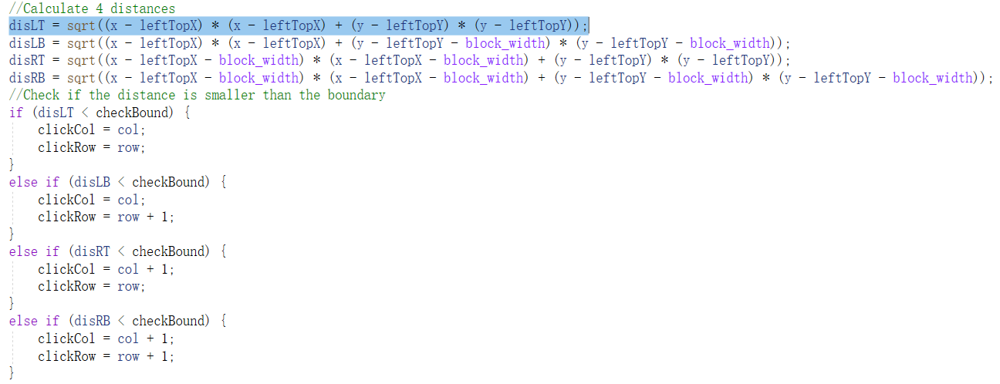 //Calculate 4 distances
disLT = sqrt((x - leftTopX) * (x - leftTopX) + (y - leftTopY) * (y - leftTopY));
disLB = sqrt((x - leftTopX) * (x - leftTopX) + (y - leftTopY - block_width) * (y - leftTopY - block_width));
disRT = sqrt((x - leftTopX - block_width) * (x - leftTopX - block_width) + (y - leftTopY) * (y - leftTopY));
disRB = sqrt((x - leftTopX - block_width) * (x - leftTopX - block_width) + (y - leftTopY - block_width) * (y - leftTopY - block_width));
//Check if the distance is smaller than the boundary
if (disLT < checkBound) {
    clickCol = col;
    clickRow = row;
}
else if (disLB < checkBound) {
    clickCol = col;
    clickRow = row + 1;
}
else if (disRT < checkBound) {
    clickCol = col + 1;
    clickRow = row;
}
else if (disRB < checkBound) {
    clickCol = col + 1;
    clickRow = row + 1;
}